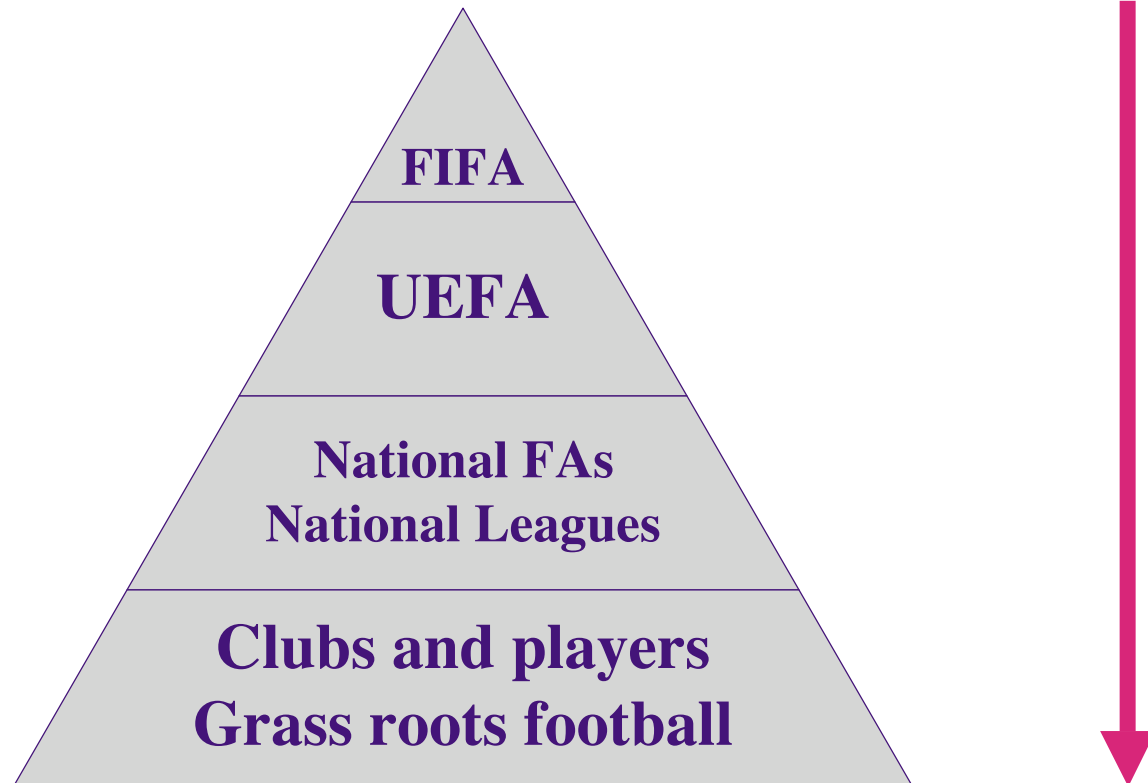 FIFA
UEFA
National FAs
National Leagues
Clubs and players
Grass roots football